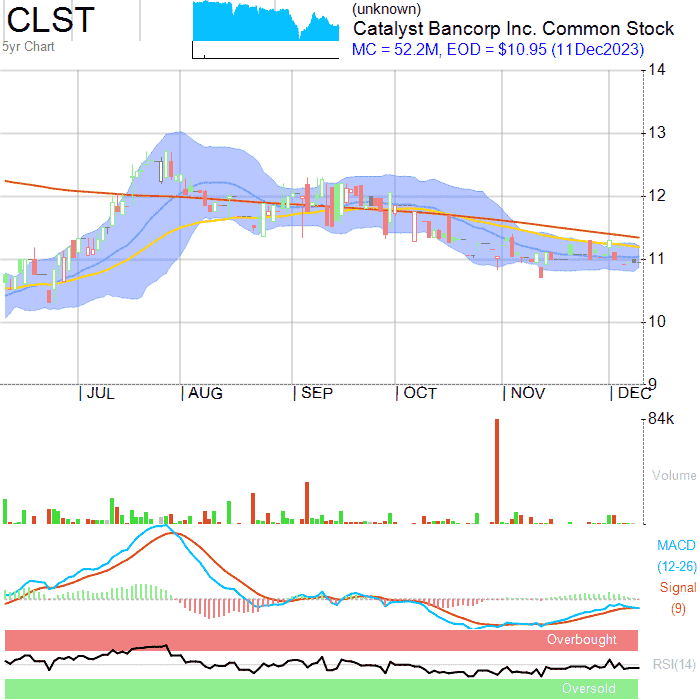 CLST
5yr Chart
(unknown)
Catalyst Bancorp Inc. Common Stock
MC = 52.2M, EOD = $10.95 (11Dec2023)
14
13
12
11
10
9
JUL AUG SEP OCT NOV DEC
84k
Volume
MACD
(12-26)
Signal
(9)
Overbought
RSI(14)
Oversold